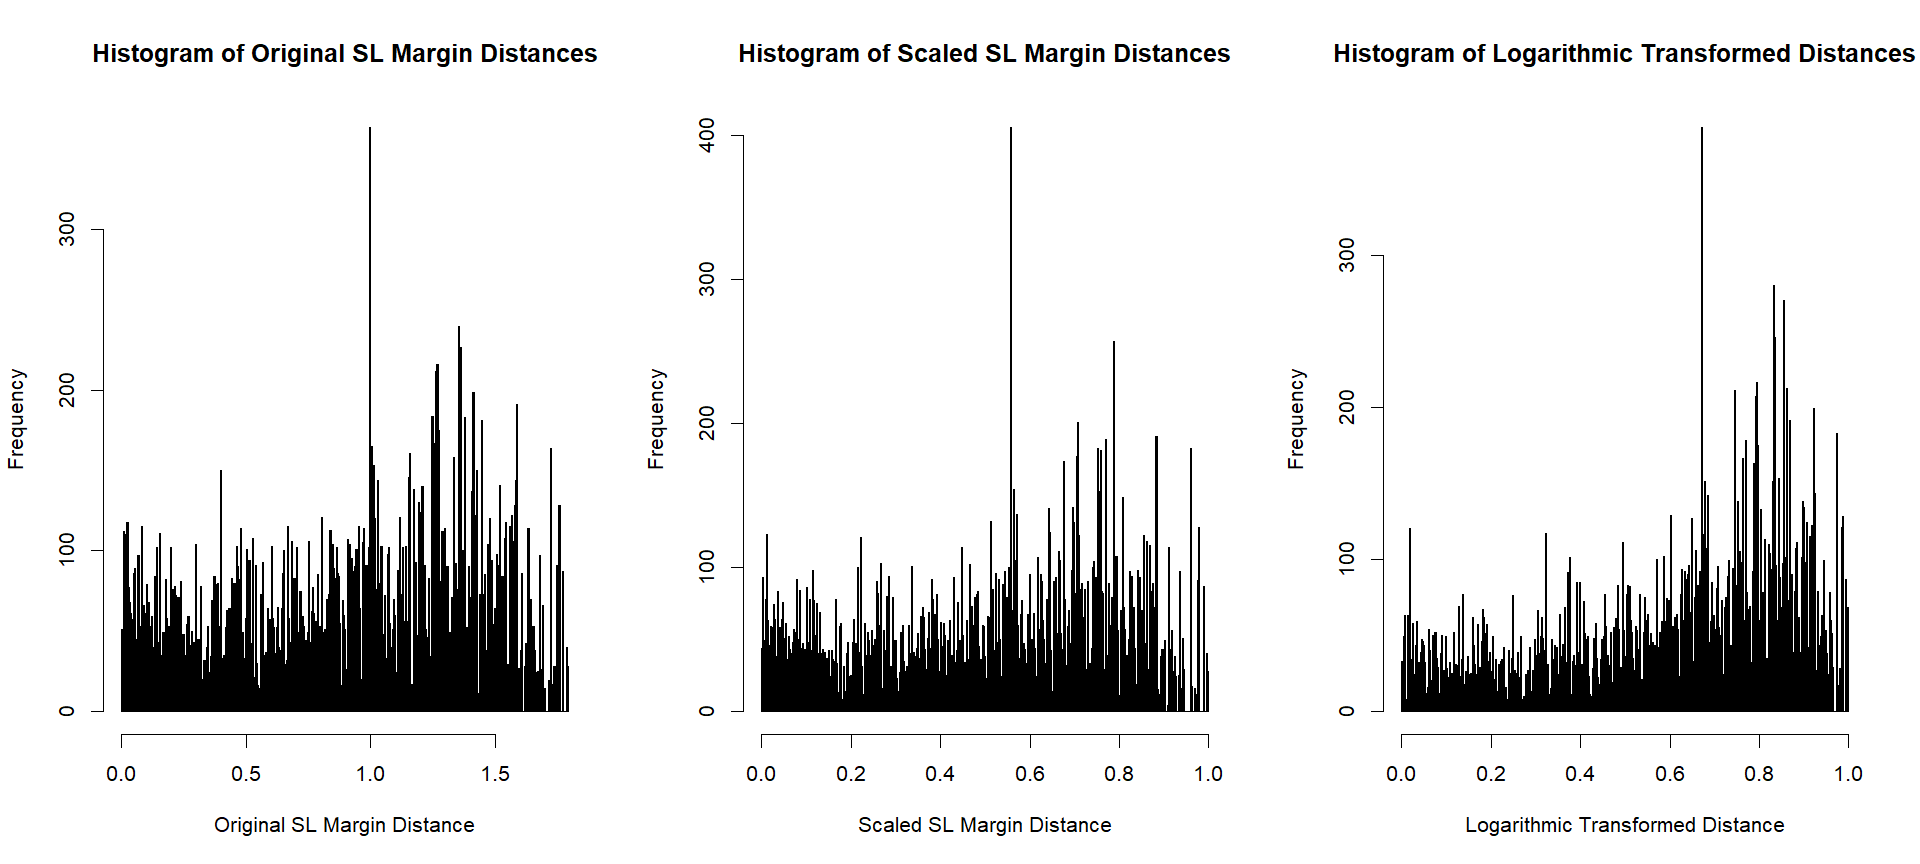 Histogram of Original SL Margin Distances
Frequency
300
200
100
0
0.0 0.5 1.0 1.5
Original SL Margin Distance
Histogram of Scaled SL Margin Distances
Frequency
400
300
200
100
0
0.0 0.2 0.4 0.6 0.8 1.0
Scaled SL Margin Distance
Histogram of Logarithmic Transformed Distances
Frequency
300
200
100
0
0.0 0.2 0.4 0.6 0.8 1.0
Logarithmic Transformed Distance